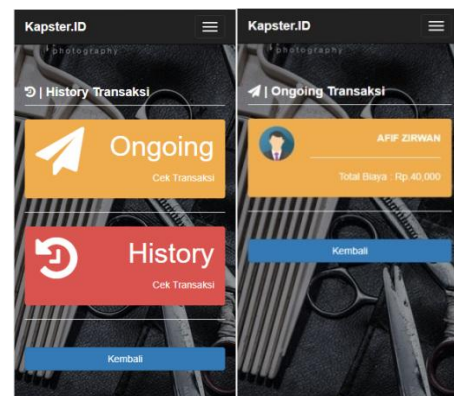 Kapster.ID
photography
| History Transaksi
Ongoing
Cek Transaksi
History
Cek Transaksi
Kembali
Kapster.ID
photography
| Ongoing Transaksi
AFIF ZIRWAN
Total Biaya : Rp.40,000
Kembali